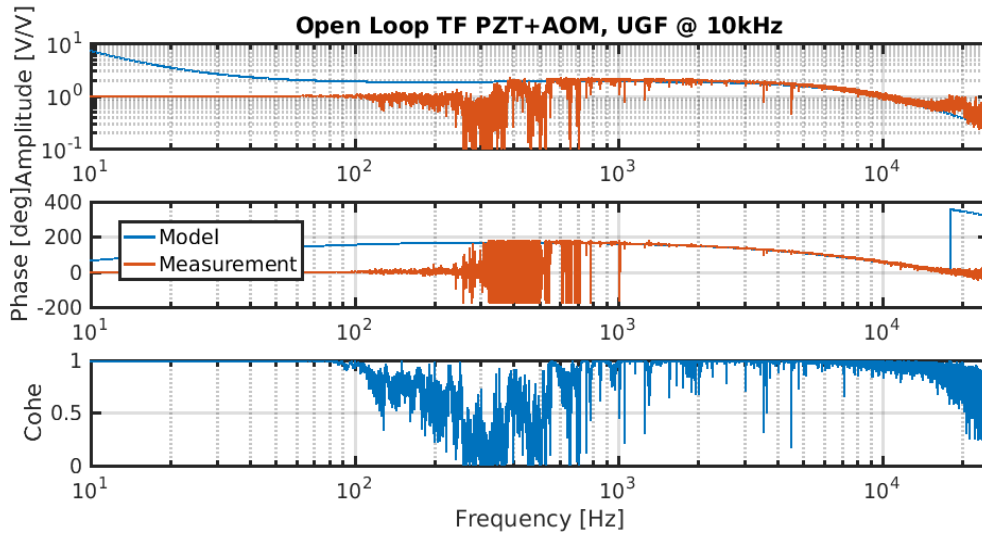 Open Loop TF PZT+AOM, UGF @ 10kHz
Amplitude [V/V]
10^1
10^0
10^-1
10^1 10^2 10^3 10^4
Phase [deg]
400
200
0
-200
Model
Measurement
10^1 10^2 10^3 10^4
Cohe
1
0.5
0
10^1 10^2 10^3 10^4
Frequency [Hz]